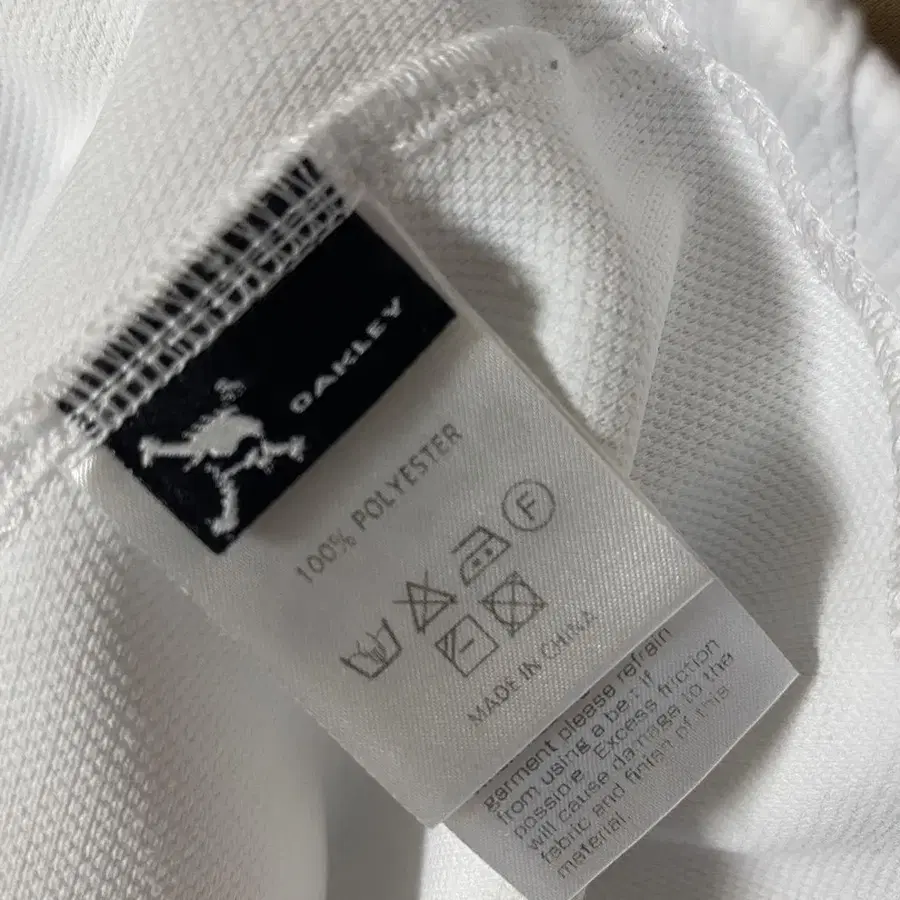 OAKLEY
100% POLYESTER
F
MADE IN CHINA
garment please refrain
from using a belt if
possible. Excess friction
will cause damage to the
fabric and finish of this
material.